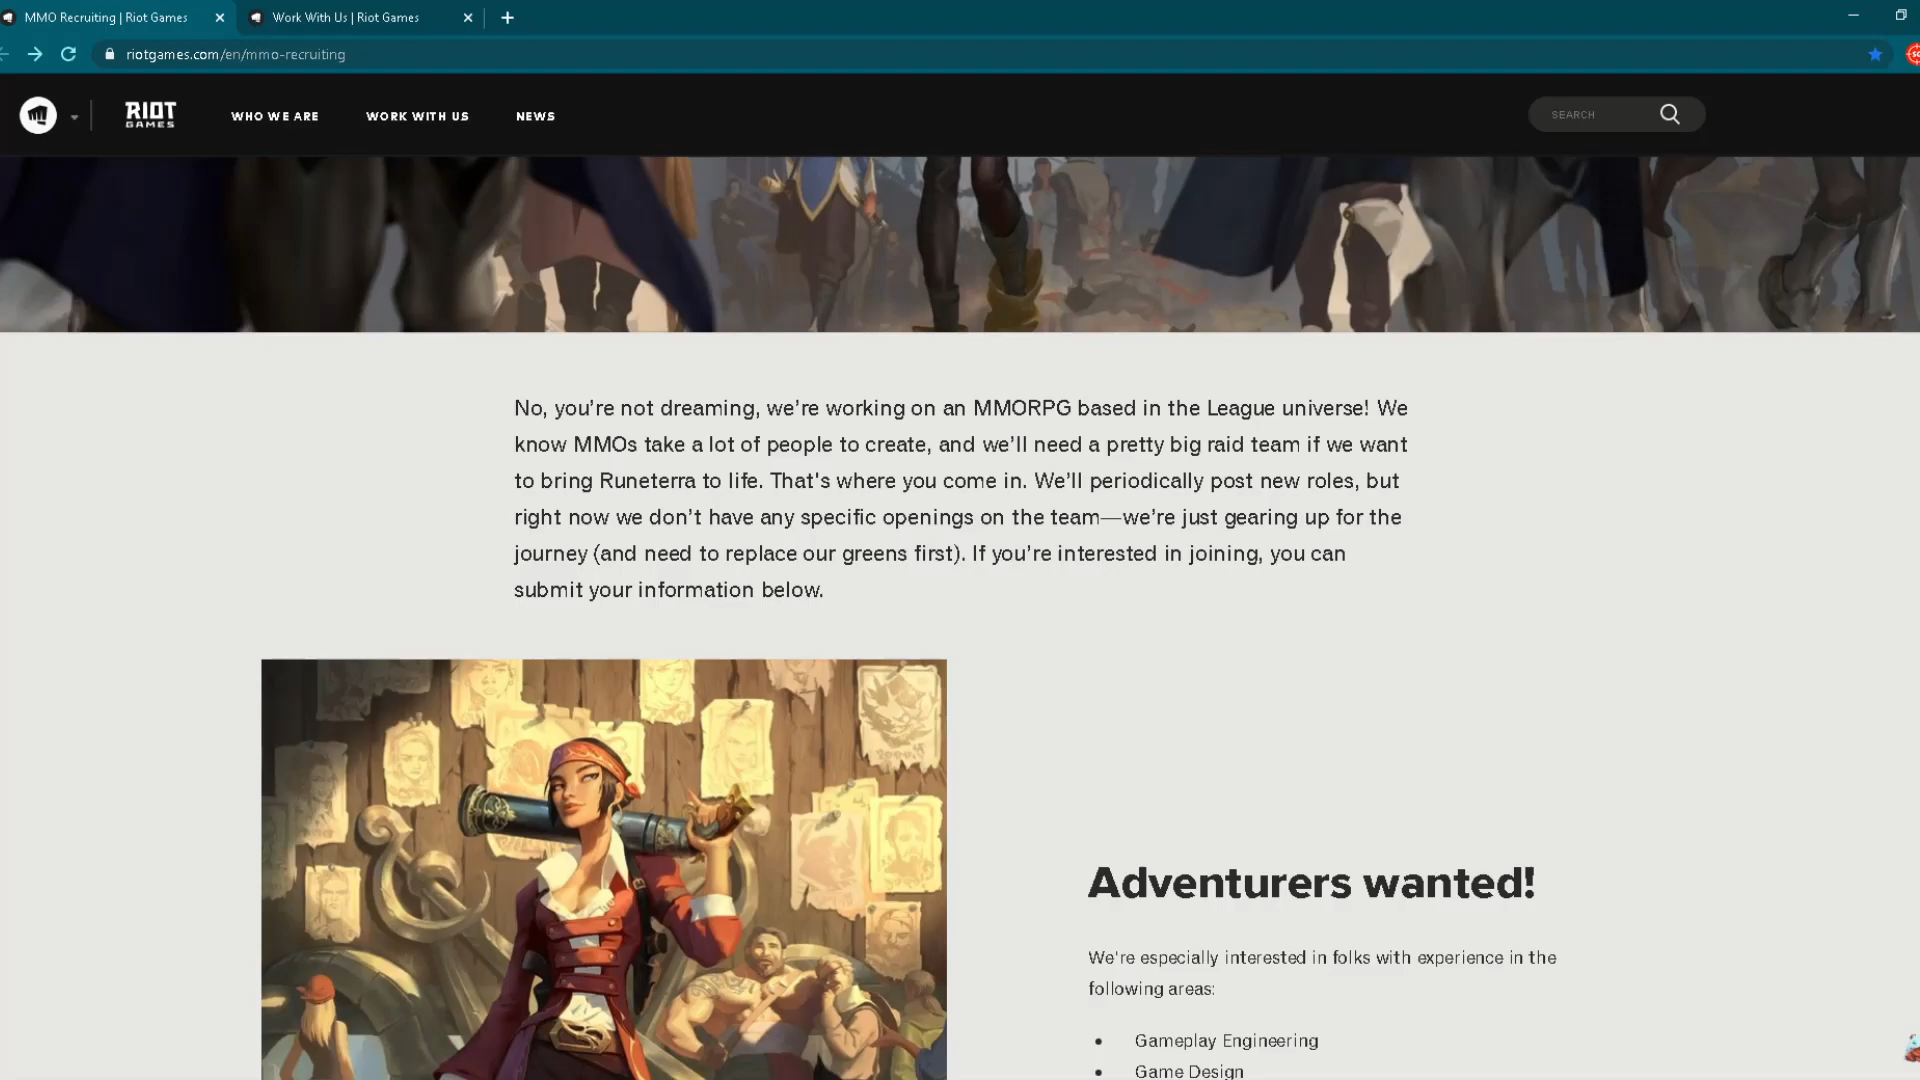 MMO Recruiting | Riot Games
Work With Us | Riot Games
riotgames.com/en/mmo-recruiting
RIOT GAMES
WHO WE ARE
WORK WITH US
NEWS
SEARCH
No, you’re not dreaming, we’re working on an MMORPG based in the League universe! We
know MMOs take a lot of people to create, and we’ll need a pretty big raid team if we want
to bring Runeterra to life. That's where you come in. We’ll periodically post new roles, but
right now we don’t have any specific openings on the team—we’re just gearing up for the
journey (and need to replace our greens first). If you’re interested in joining, you can
submit your information below.
Adventurers wanted!
We're especially interested in folks with experience in the
following areas:
• Gameplay Engineering
• Game Design